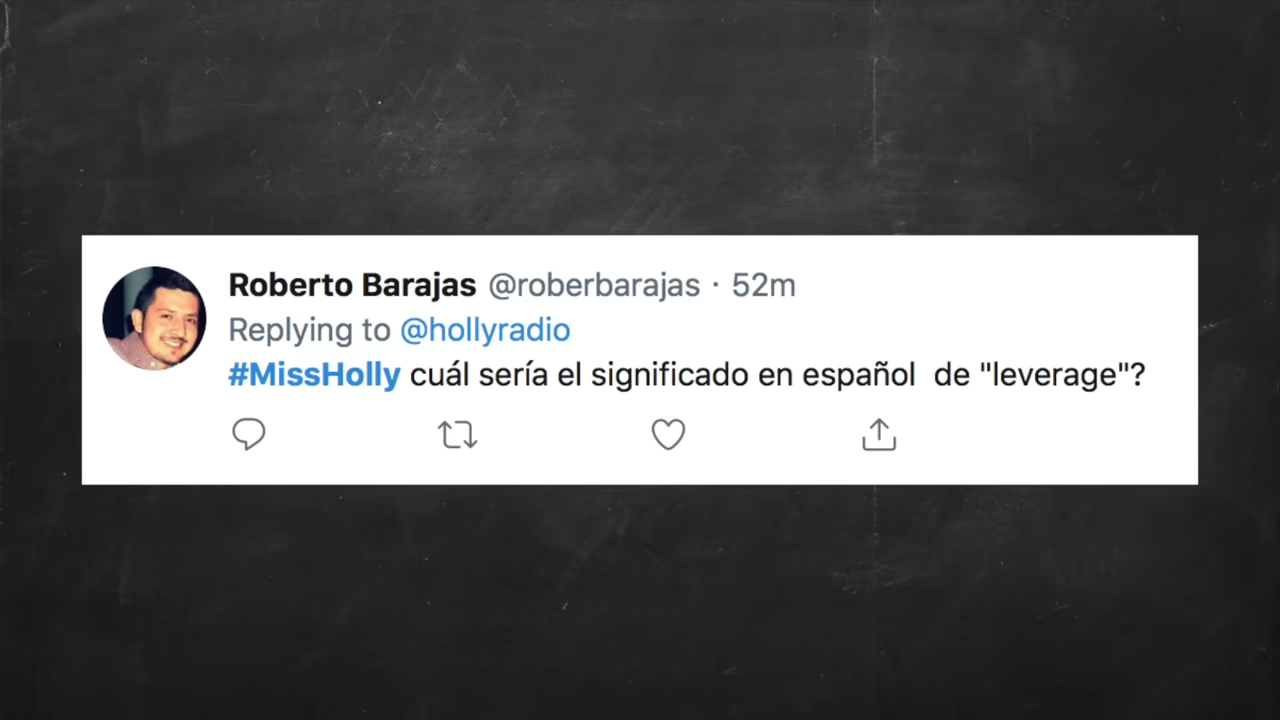 Roberto Barajas @roberbarajas · 52m
Replying to @hollyradio
#MissHolly cuál sería el significado en español  de "leverage"?